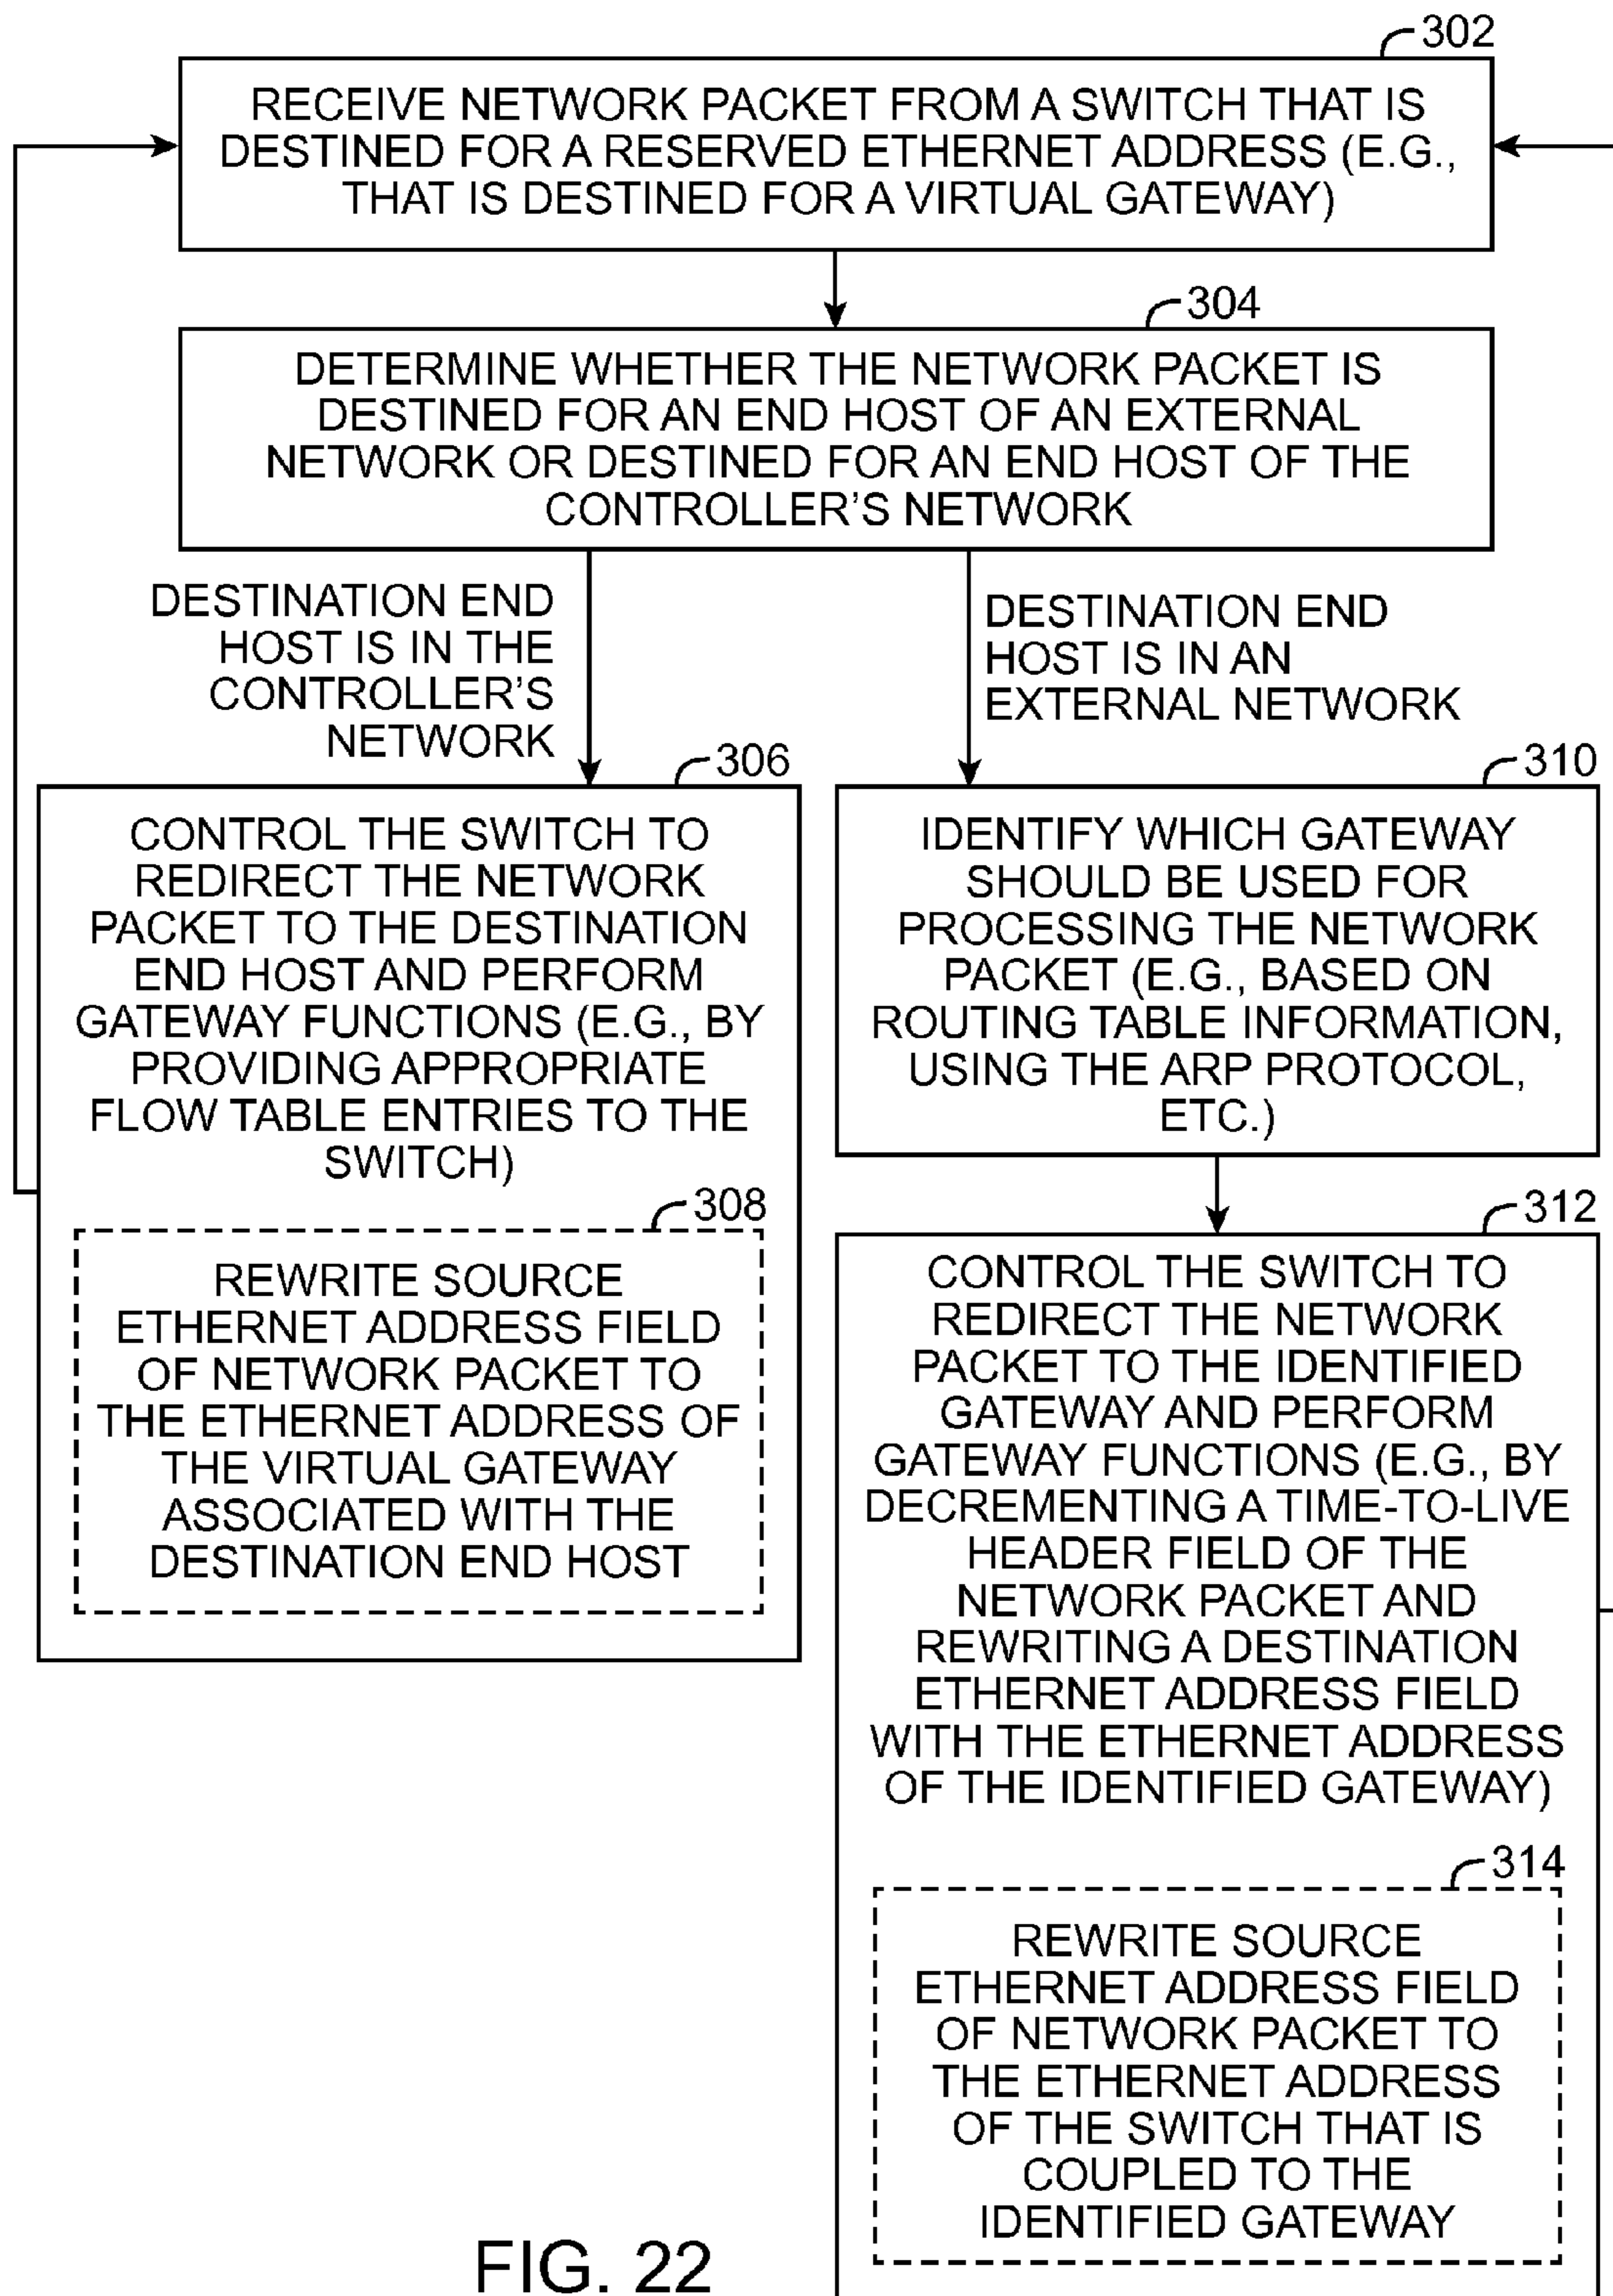 302
RECEIVE NETWORK PACKET FROM A SWITCH THAT IS
DESTINED FOR A RESERVED ETHERNET ADDRESS (E.G.,
THAT IS DESTINED FOR A VIRTUAL GATEWAY)
304
DETERMINE WHETHER THE NETWORK PACKET IS
DESTINED FOR AN END HOST OF AN EXTERNAL
NETWORK OR DESTINED FOR AN END HOST OF THE
CONTROLLER'S NETWORK
DESTINATION END
HOST IS IN THE
CONTROLLER'S
NETWORK
DESTINATION END
HOST IS IN AN
EXTERNAL NETWORK
306
CONTROL THE SWITCH TO
REDIRECT THE NETWORK
PACKET TO THE DESTINATION
END HOST AND PERFORM
GATEWAY FUNCTIONS (E.G., BY
PROVIDING APPROPRIATE
FLOW TABLE ENTRIES TO THE
SWITCH)
308
REWRITE SOURCE
ETHERNET ADDRESS FIELD
OF NETWORK PACKET TO
THE ETHERNET ADDRESS OF
THE VIRTUAL GATEWAY
ASSOCIATED WITH THE
DESTINATION END HOST
310
IDENTIFY WHICH GATEWAY
SHOULD BE USED FOR
PROCESSING THE NETWORK
PACKET (E.G., BASED ON
ROUTING TABLE INFORMATION,
USING THE ARP PROTOCOL,
ETC.)
312
CONTROL THE SWITCH TO
REDIRECT THE NETWORK
PACKET TO THE IDENTIFIED
GATEWAY AND PERFORM
GATEWAY FUNCTIONS (E.G., BY
DECREMENTING A TIME-TO-LIVE
HEADER FIELD OF THE
NETWORK PACKET AND
REWRITING A DESTINATION
ETHERNET ADDRESS FIELD
WITH THE ETHERNET ADDRESS
OF THE IDENTIFIED GATEWAY)
314
REWRITE SOURCE
ETHERNET ADDRESS FIELD
OF NETWORK PACKET TO
THE ETHERNET ADDRESS
OF THE SWITCH THAT IS
COUPLED TO THE
IDENTIFIED GATEWAY
FIG. 22